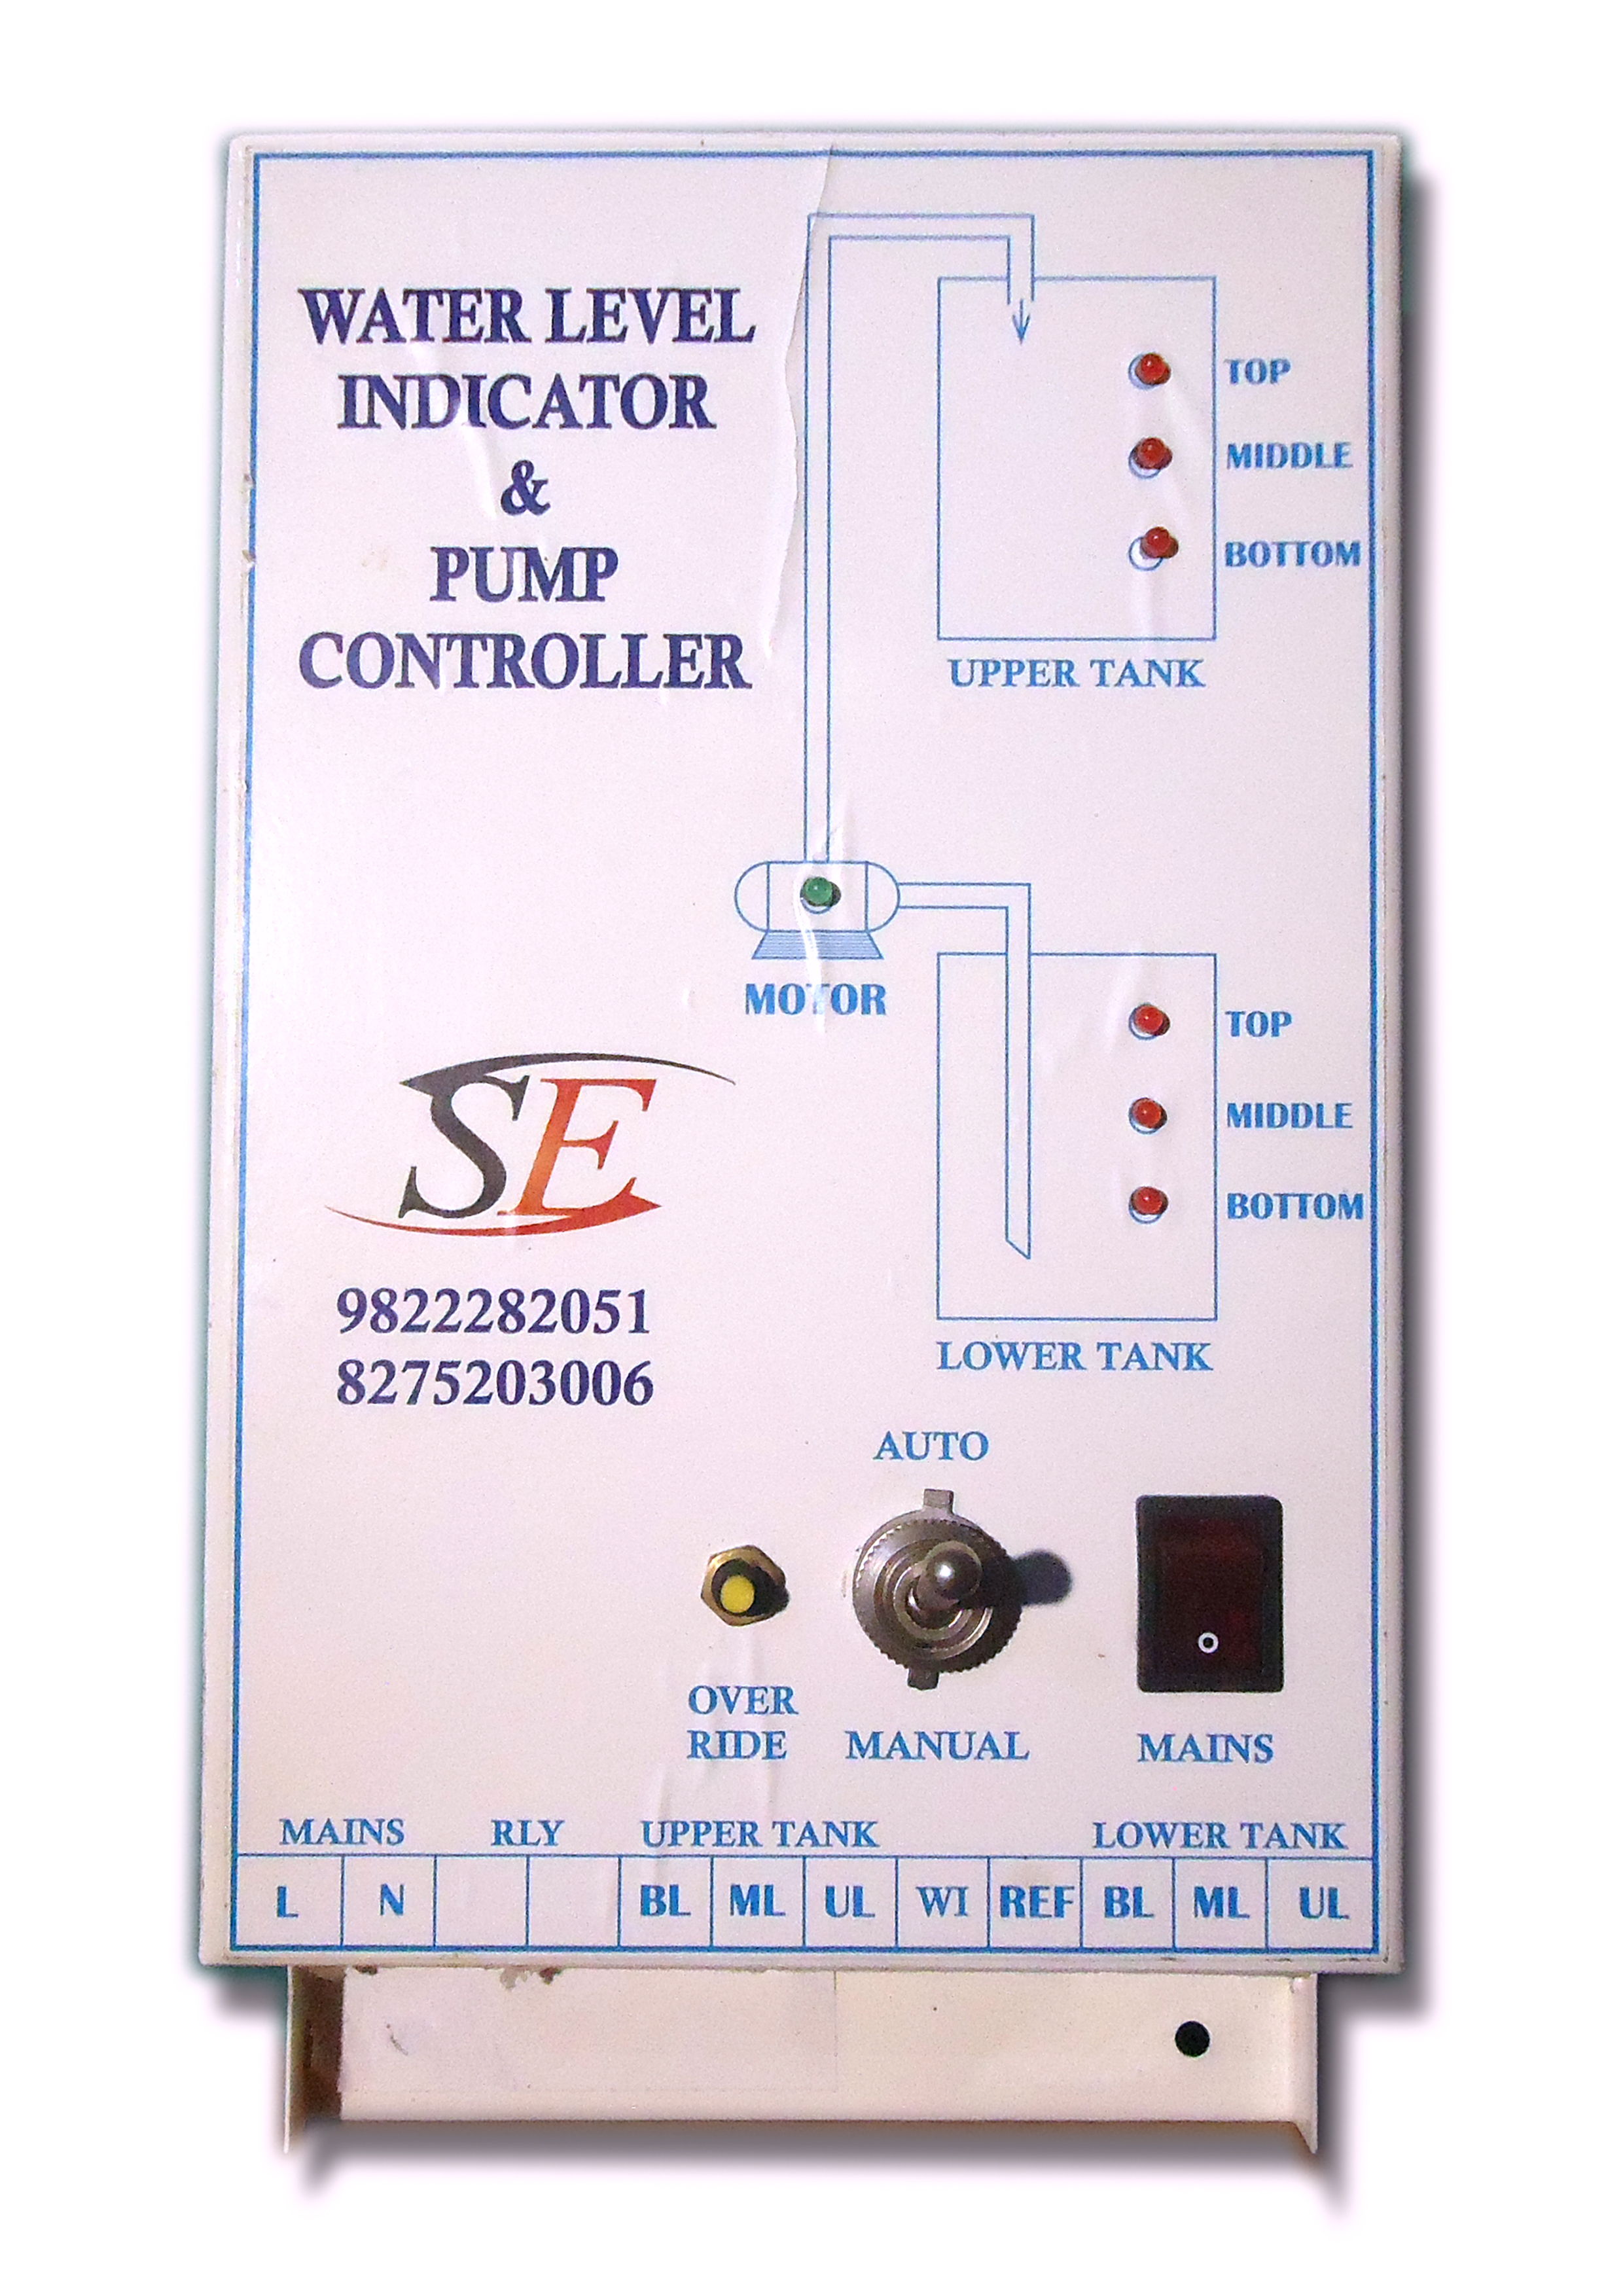 WATER LEVEL
INDICATOR
&
PUMP
CONTROLLER
TOP
MIDDLE
BOTTOM
UPPER TANK
MOTOR
TOP
MIDDLE
BOTTOM
LOWER TANK
SE
9822282051
8275203006
AUTO
OVER
RIDE
MANUAL
MAINS
MAINS RLY UPPER TANK LOWER TANK
L N BL ML UL WI REF BL ML UL